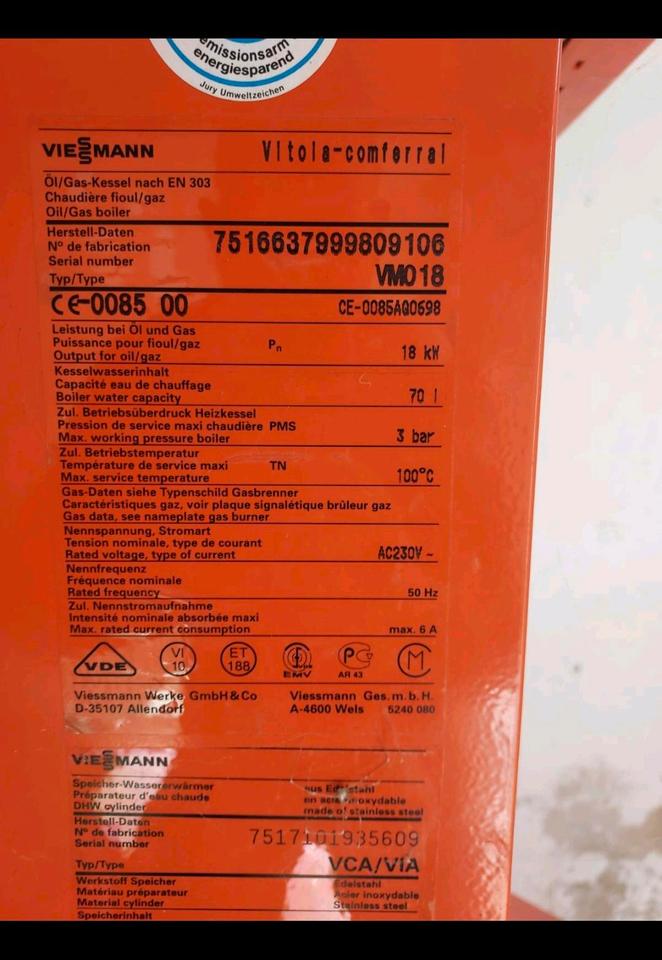 emissionsarm
energiesparend
Jury Umweltzeichen
VIESSMANN Vitola-comferral
Öl/Gas-Kessel nach EN 303
Chaudière fioul/gaz
Oil/Gas boiler
Herstell-Daten
N° de fabrication 7516637999809106
Serial number
Typ/Type VM018
CE-0085 00 CE-0085AQ0698
Leistung bei Öl und Gas
Puissance pour fioul/gaz Pn
Output for oil/gaz 18 kW
Kesselwasserinhalt
Capacité eau de chauffage
Boiler water capacity 70 l
Zul. Betriebsüberdruck Heizkessel
Pression de service maxi chaudière PMS
Max. working pressure boiler 3 bar
Zul. Betriebstemperatur
Température de service maxi TN
Max. service temperature 100°C
Gas-Daten siehe Typenschild Gasbrenner
Caractéristiques gaz, voir plaque signalétique brûleur gaz
Gas data, see nameplate gas burner
Nennspannung, Stromart
Tension nominale, type de courant
Rated voltage, type of current AC230V ~
Nennfrequenz
Fréquence nominale
Rated frequency 50 Hz
Zul. Nennstromaufnahme
Intensité nominale absorbée maxi
Max. rated current consumption max. 6 A
VDE VI 10 ET 188 EMV AR 43 M
Viessmann Werke GmbH & Co Viessmann Ges. m. b. H.
D-35107 Allendorf A-4600 Wels 5240 080
VIESSMANN
Speicher-Wassererwärmer aus Edelstahl
Préparateur d'eau chaude en acier inoxydable
DHW cylinder made of stainless steel
Herstell-Daten
N° de fabrication 7517101935609
Serial number
Typ/Type VCA/VIA
Werkstoff Speicher Edelstahl
Matériau préparateur Acier inoxydable
Material cylinder Stainless steel
Speicherinhalt